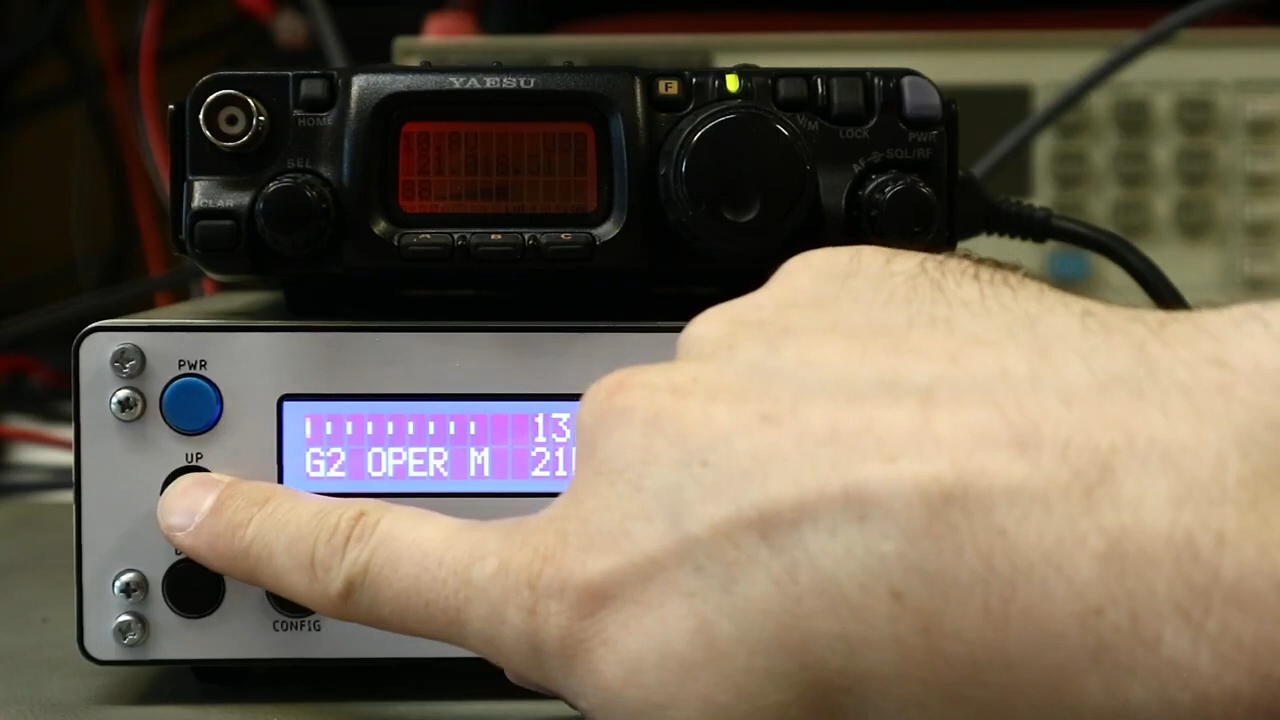 YAESU
F
HOME
V/M
LOCK
PWR
SEL
AF SQL/RF
CLAR
A B C
PWR
13
UP
G2 OPER M 21
CONFIG